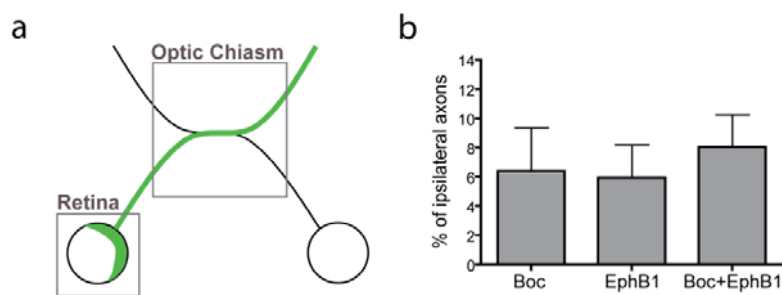 a
Optic Chiasm
Retina
b
% of ipsilateral axons
14
12
10
8
6
4
2
0
Boc
EphB1
Boc+EphB1